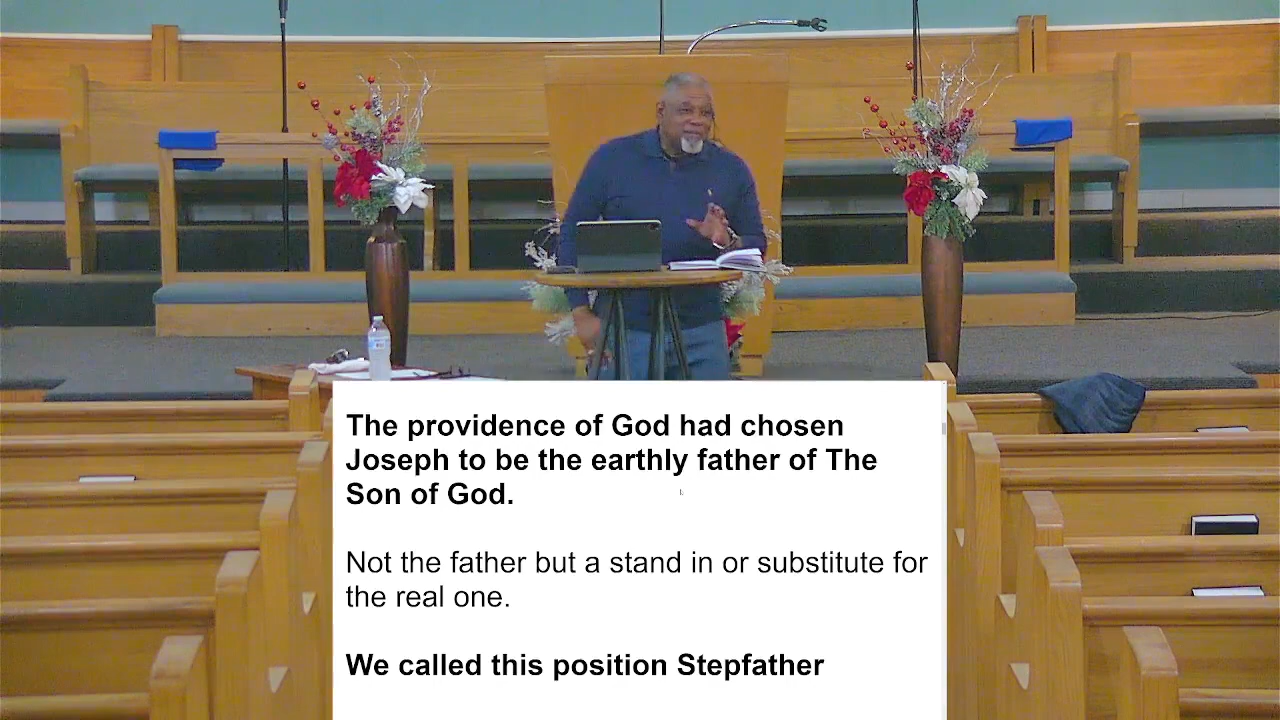 The providence of God had chosen
Joseph to be the earthly father of The
Son of God.
Not the father but a stand in or substitute for
the real one.
We called this position Stepfather